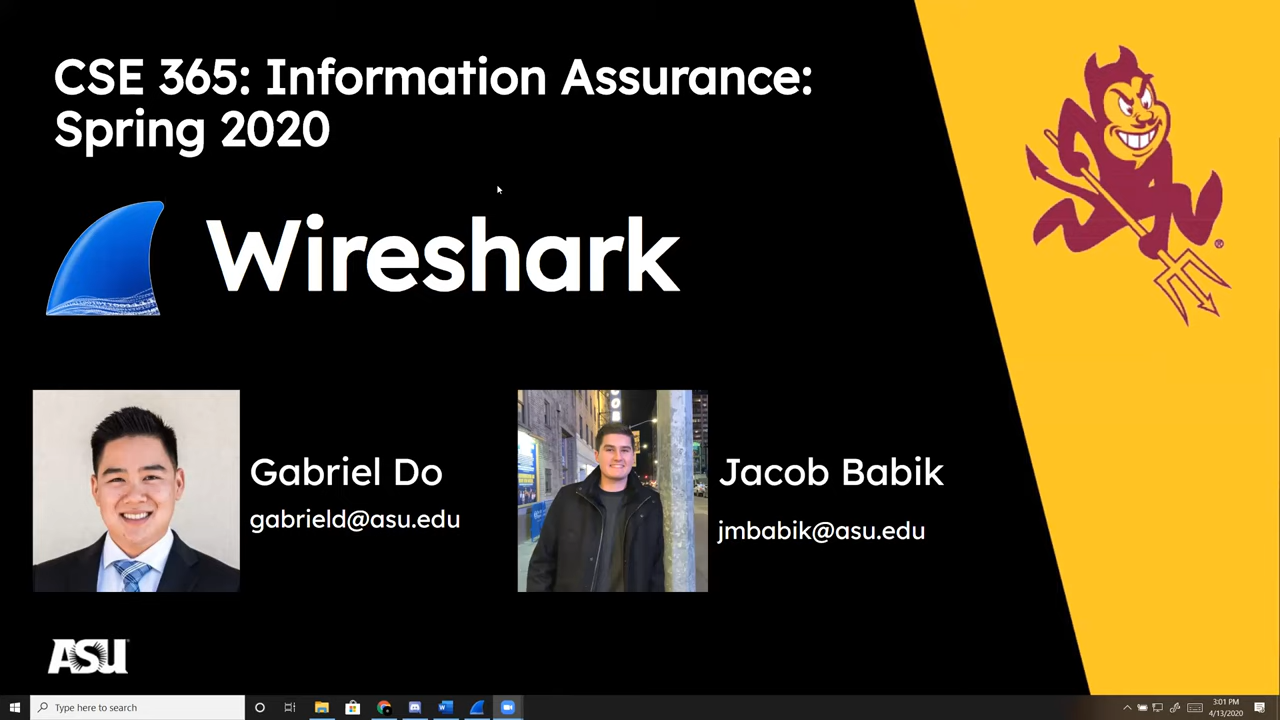 CSE 365: Information Assurance:
Spring 2020
Wireshark
Gabriel Do
gabrield@asu.edu
Jacob Babik
jmbabik@asu.edu
ASU
Type here to search
3:01 PM
4/13/2020